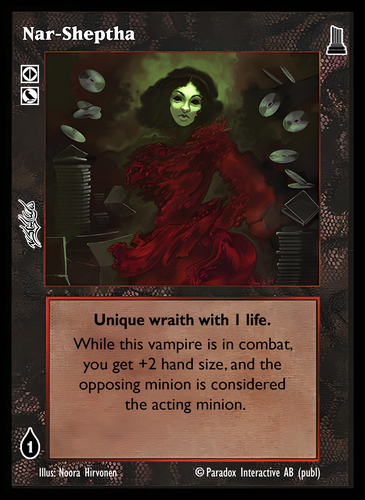 Nar-Sheptha
Unique wraith with 1 life.
While this vampire is in combat,
you get +2 hand size, and the
opposing minion is considered
the acting minion.
1
Illus: Noora Hirvonen
© Paradox Interactive AB (publ)